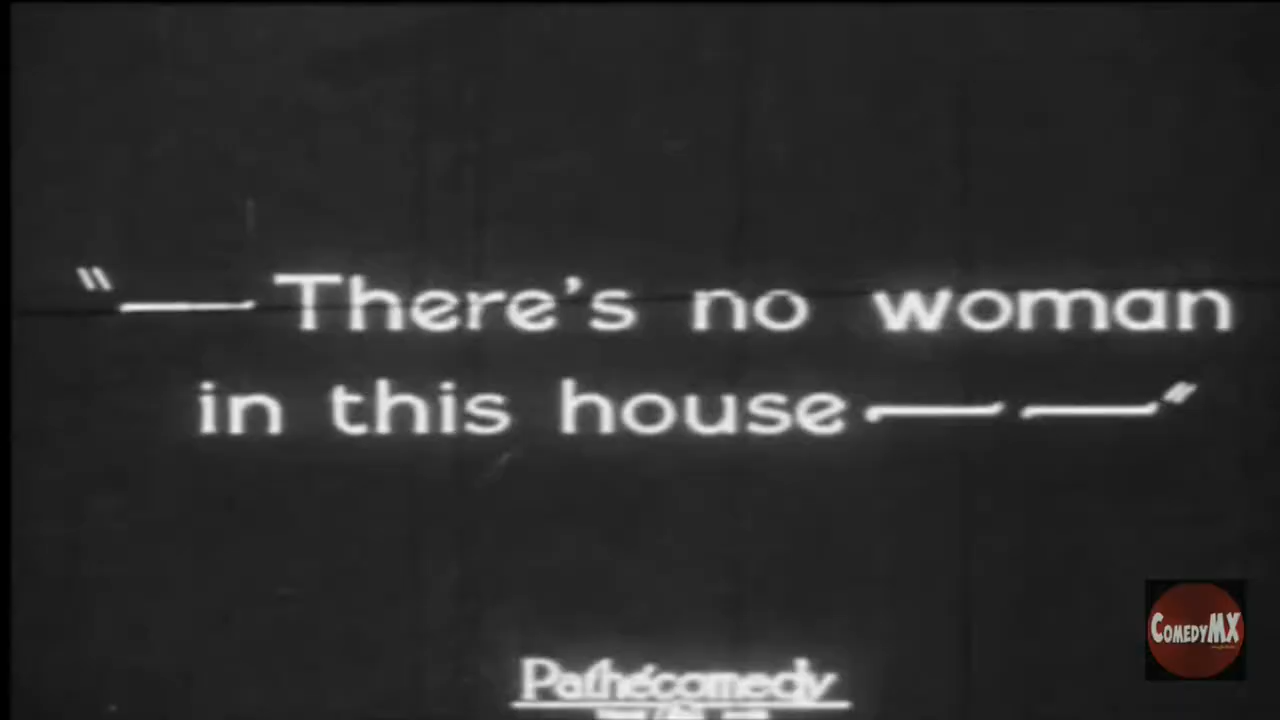 "—There's no woman
in this house— —"
Pathécomedy
COMEDYMX